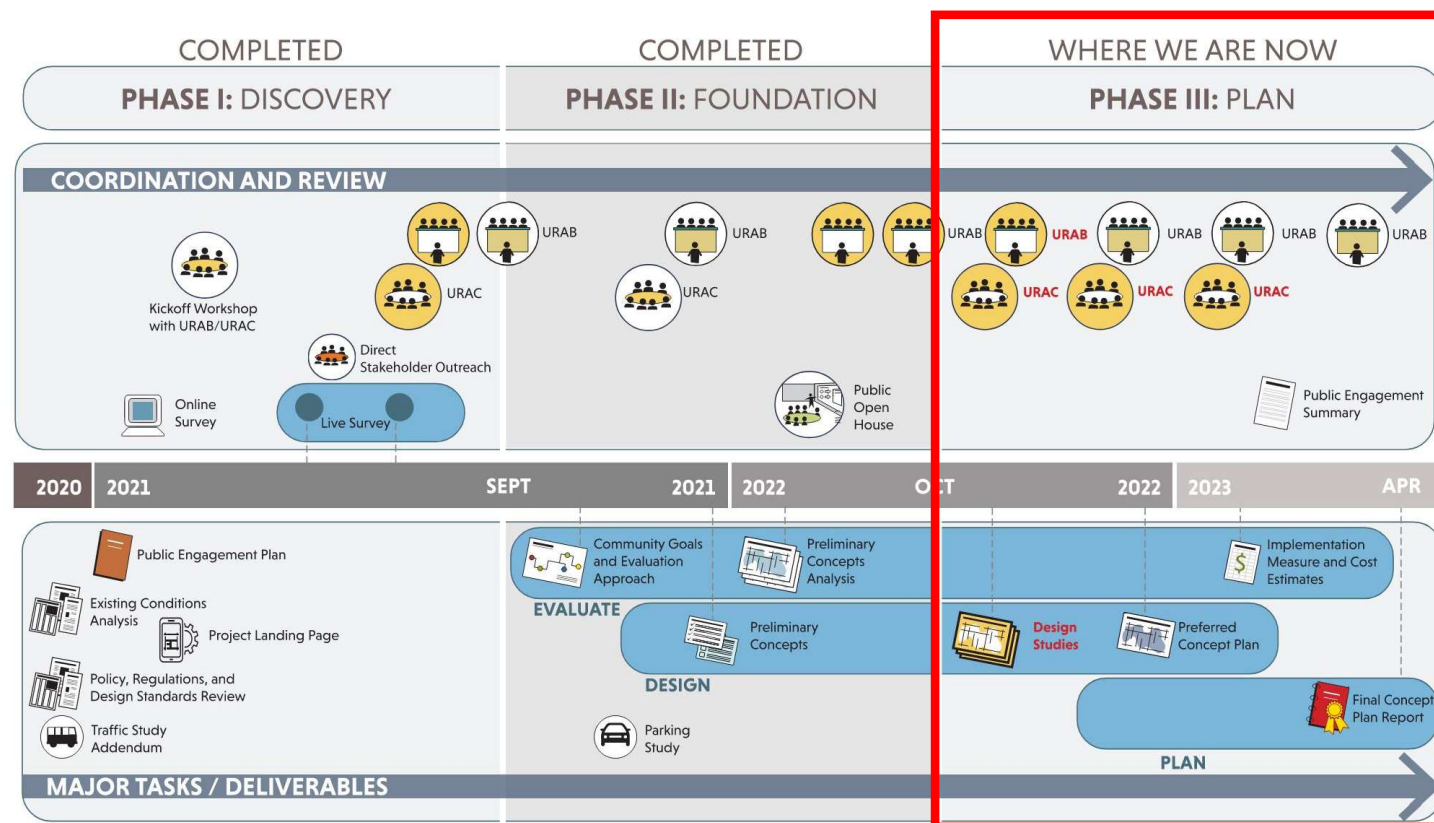 COMPLETED
COMPLETED
WHERE WE ARE NOW
PHASE I: DISCOVERY
PHASE II: FOUNDATION
PHASE III: PLAN
COORDINATION AND REVIEW
URAB
URAB
URAB
URAB
URAB
URAB
URAB
Kickoff Workshop
with URAB/URAC
URAC
URAC
URAC
URAC
URAC
Direct
Stakeholder Outreach
Online
Survey
Live Survey
Public
Open
House
Public Engagement
Summary
2020
2021
SEPT
2021
2022
OCT
2022
2023
APR
Public Engagement Plan
Existing Conditions
Analysis
Project Landing Page
Policy, Regulations, and
Design Standards Review
Traffic Study
Addendum
Community Goals
and Evaluation
Approach
EVALUATE
Preliminary
Concepts
Analysis
Implementation
Measure and Cost
Estimates
$
Preliminary
Concepts
DESIGN
Design
Studies
Preferred
Concept Plan
Parking
Study
Final Concept
Plan Report
PLAN
MAJOR TASKS / DELIVERABLES